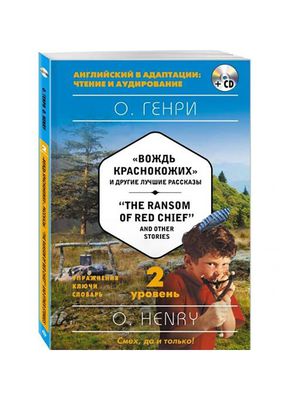 АНГЛИЙСКИЙ В АДАПТАЦИИ:
ЧТЕНИЕ И АУДИРОВАНИЕ
+ CD
О. ГЕНРИ
«ВОЖДЬ
КРАСНОКОЖИХ»
И ДРУГИЕ ЛУЧШИЕ РАССКАЗЫ
"THE RANSOM
OF RED CHIEF"
AND OTHER
STORIES
УПРАЖНЕНИЯ
КЛЮЧИ
СЛОВАРЬ
2
уровень
O. HENRY
Смех, да и только!